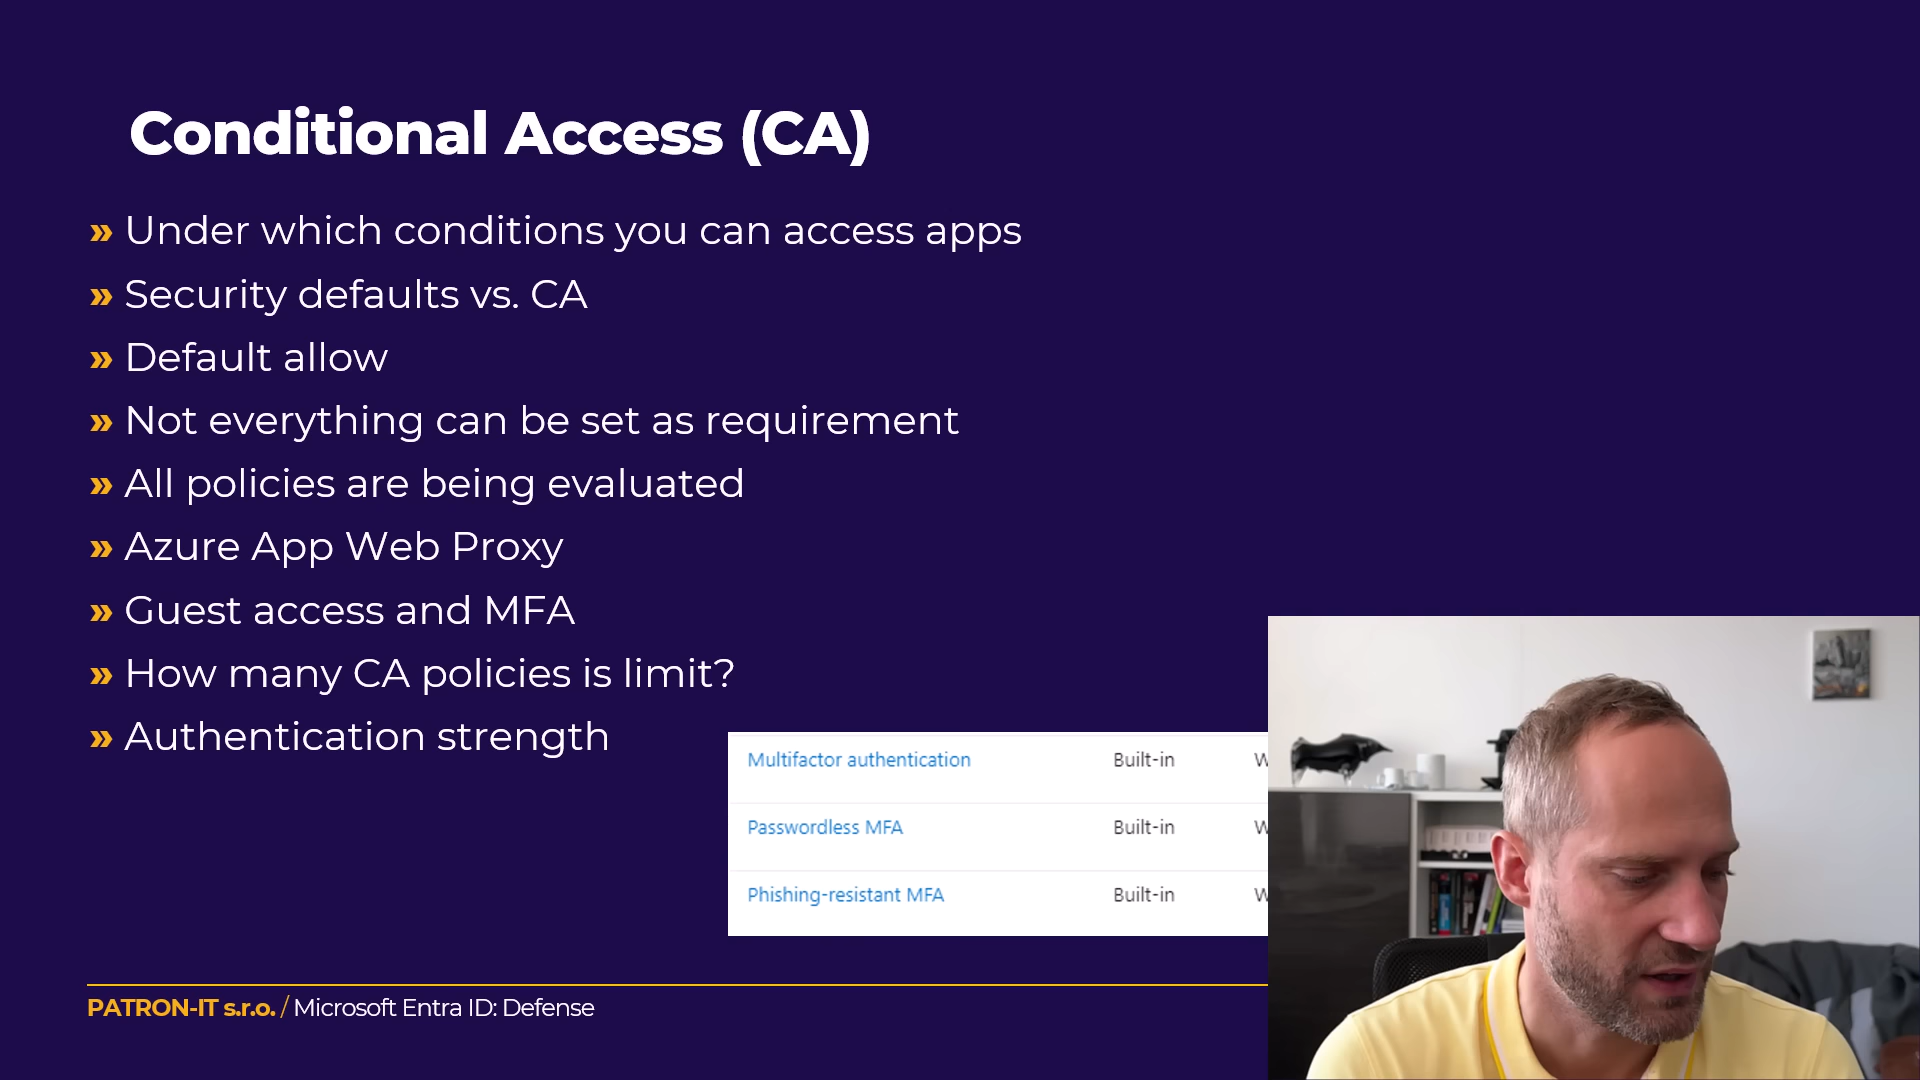 Conditional Access (CA)
» Under which conditions you can access apps
» Security defaults vs. CA
» Default allow
» Not everything can be set as requirement
» All policies are being evaluated
» Azure App Web Proxy
» Guest access and MFA
» How many CA policies is limit?
» Authentication strength
Multifactor authentication Built-in
Passwordless MFA Built-in
Phishing-resistant MFA Built-in
PATRON-IT s.r.o. / Microsoft Entra ID: Defense